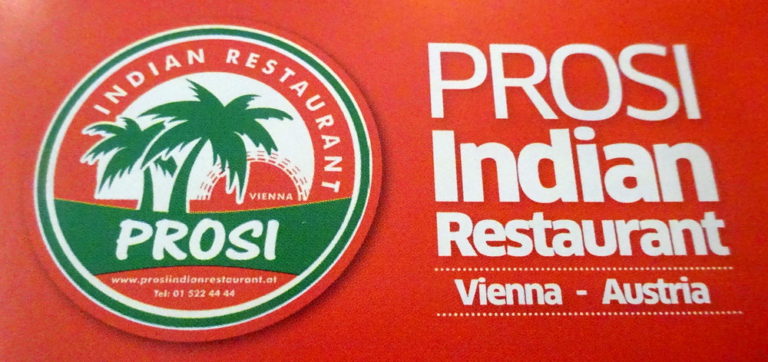 INDIAN RESTAURANT
VIENNA
PROSI
www.prosiindianrestaurant.at
Tel: 01 522 44 44
PROSI
Indian
Restaurant
Vienna - Austria